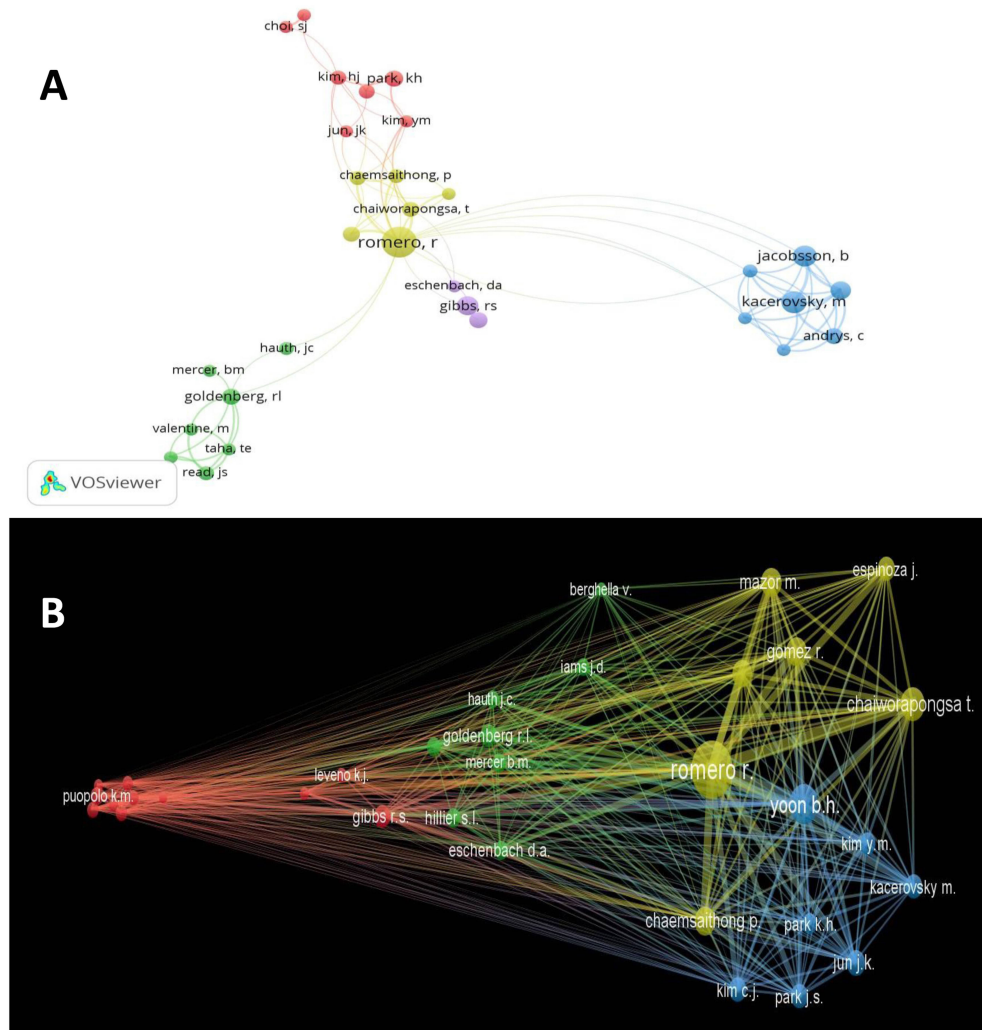 choi, sj
A
kim, hj
park, kh
jun, jk
kim, ym
chaemsaithong, p
chaiworapongsa, t
romero, r
jacobsson, b
eschenbach, da
gibbs, rs
kacerovsky, m
andrys, c
hauth, jc
mercer, bm
goldenberg, rl
valentine, m
taha, te
read, js
VOSviewer
B
berghella v.
mazor m.
espinoza j.
iams j.d.
gomez r.
hauth j.c.
chaiworapongsa t.
goldenberg r.l.
mercer b.m.
romero r.
leveno k.j.
puopolo k.m.
gibbs r.s.
hillier s.l.
yoon b.h.
eschenbach d.a.
kim y.m.
kacerovsky m.
chaemsaithong p.
park k.h.
jun j.k.
kim c.j.
park j.s.